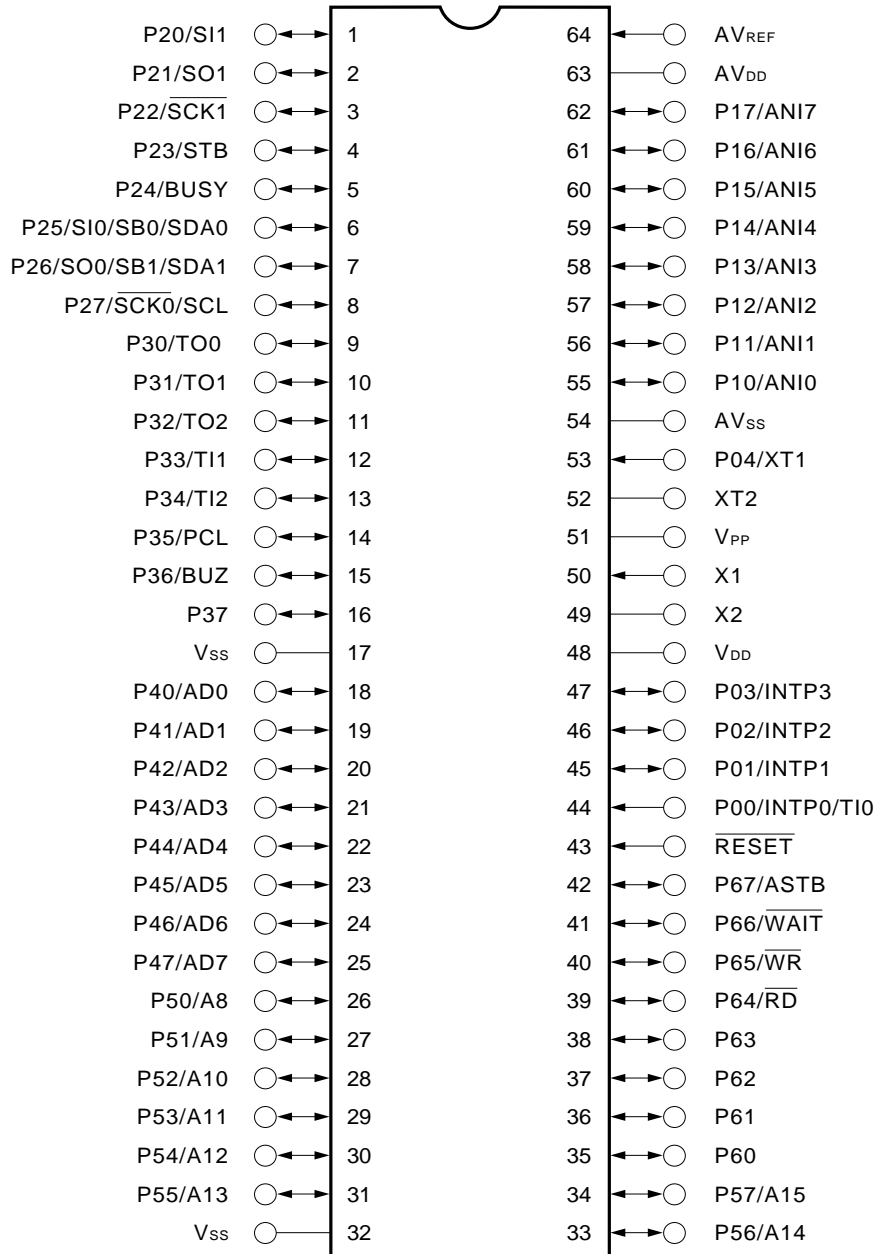 P20/SI1 1 64 AVREF
P21/SO1 2 63 AVDD
P22/SCK1 3 62 P17/ANI7
P23/STB 4 61 P16/ANI6
P24/BUSY 5 60 P15/ANI5
P25/SI0/SB0/SDA0 6 59 P14/ANI4
P26/SO0/SB1/SDA1 7 58 P13/ANI3
P27/SCK0/SCL 8 57 P12/ANI2
P30/TO0 9 56 P11/ANI1
P31/TO1 10 55 P10/ANI0
P32/TO2 11 54 AVSS
P33/TI1 12 53 P04/XT1
P34/TI2 13 52 XT2
P35/PCL 14 51 VPP
P36/BUZ 15 50 X1
P37 16 49 X2
VSS 17 48 VDD
P40/AD0 18 47 P03/INTP3
P41/AD1 19 46 P02/INTP2
P42/AD2 20 45 P01/INTP1
P43/AD3 21 44 P00/INTP0/TI0
P44/AD4 22 43 RESET
P45/AD5 23 42 P67/ASTB
P46/AD6 24 41 P66/WAIT
P47/AD7 25 40 P65/WR
P50/A8 26 39 P64/RD
P51/A9 27 38 P63
P52/A10 28 37 P62
P53/A11 29 36 P61
P54/A12 30 35 P60
P55/A13 31 34 P57/A15
VSS 32 33 P56/A14